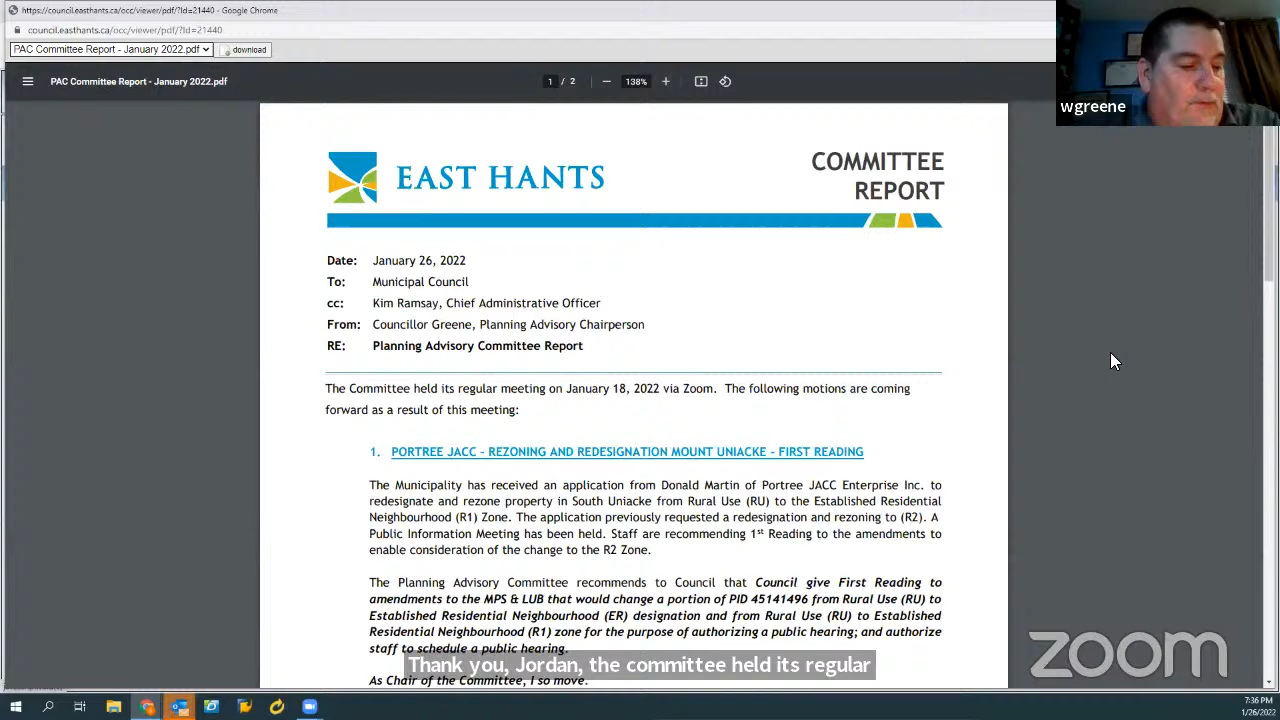 https://council.easthants.ca/occ/viewer/pdf/?Id=21440 - Google Chrome
council.easthants.ca/occ/viewer/pdf/?Id=21440
PAC Committee Report - January 2022.pdf download
PAC Committee Report - January 2022.pdf 1 / 2 138%
wgreene
EAST HANTS
COMMITTEE
REPORT
Date: January 26, 2022
To: Municipal Council
cc: Kim Ramsay, Chief Administrative Officer
From: Councillor Greene, Planning Advisory Chairperson
RE: Planning Advisory Committee Report
The Committee held its regular meeting on January 18, 2022 via Zoom. The following motions are coming
forward as a result of this meeting:
1. PORTREE JACC - REZONING AND REDESIGNATION MOUNT UNIACKE - FIRST READING
The Municipality has received an application from Donald Martin of Portree JACC Enterprise Inc. to
redesignate and rezone property in South Uniacke from Rural Use (RU) to the Established Residential
Neighbourhood (R1) Zone. The application previously requested a redesignation and rezoning to (R2). A
Public Information Meeting has been held. Staff are recommending 1st Reading to the amendments to
enable consideration of the change to the R2 Zone.
The Planning Advisory Committee recommends to Council that Council give First Reading to
amendments to the MPS & LUB that would change a portion of PID 45141496 from Rural Use (RU) to
Established Residential Neighbourhood (ER) designation and from Rural Use (RU) to Established
Residential Neighbourhood (R1) zone for the purpose of authorizing a public hearing; and authorize
staff to schedule a public hearing.
Thank you, Jordan, the committee held its regular
As Chair of the Committee, I so move.
zoom
7:36 PM
1/26/2022